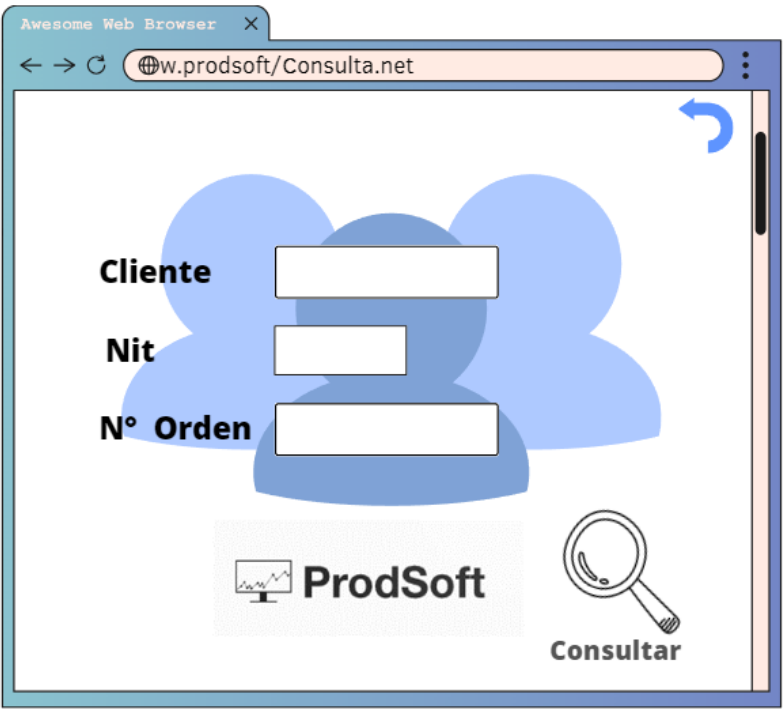 Awesome Web Browser
w.prodsoft/Consulta.net
Cliente
Nit
N° Orden
ProdSoft
Consultar